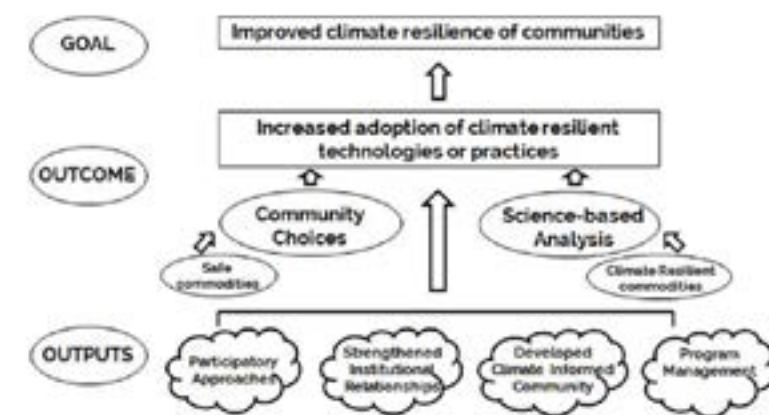 GOAL
Improved climate resilience of communities
Increased adoption of climate resilient
technologies or practices
OUTCOME
Community
Choices
Science-based
Analysis
Safe
commodities
Climate Resilient
commodities
OUTPUTS
Participatory
Approaches
Strengthened
Institutional
Relationships
Developed
Climate Informed
Community
Program
Management